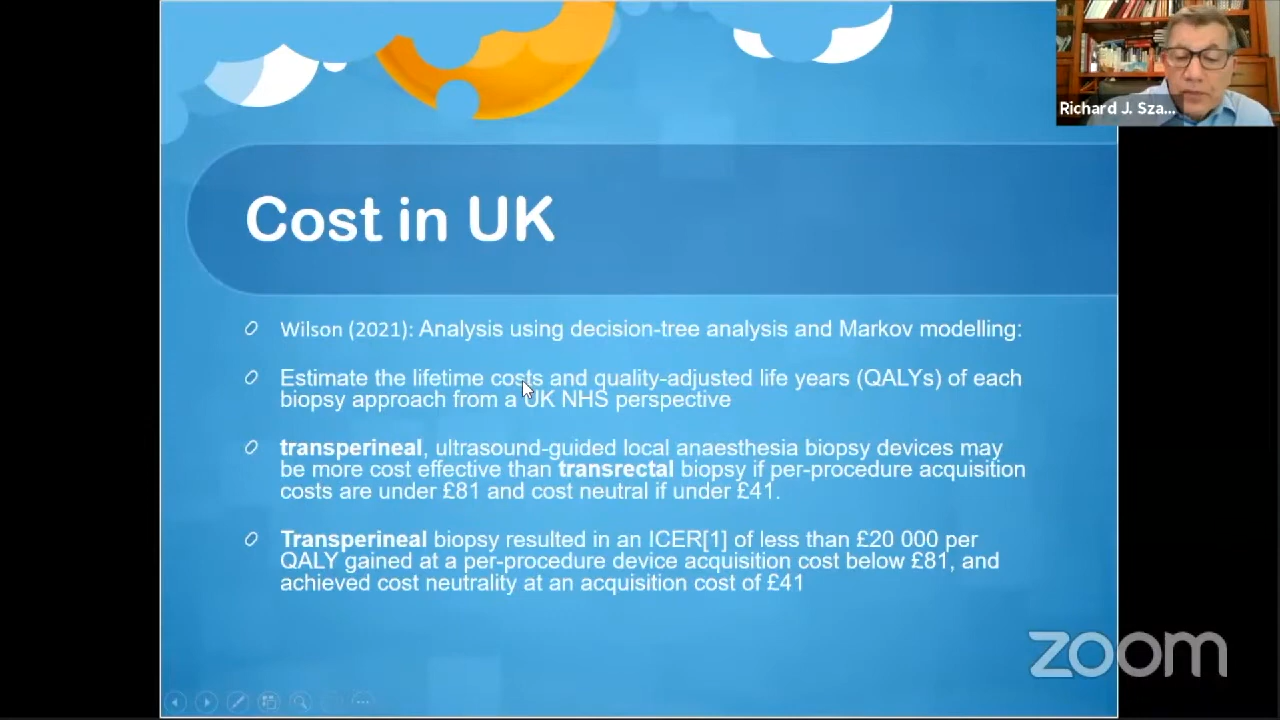 Richard J. Sza...
Cost in UK
Wilson (2021): Analysis using decision-tree analysis and Markov modelling:
Estimate the lifetime costs and quality-adjusted life years (QALYs) of each
biopsy approach from a UK NHS perspective
transperineal, ultrasound-guided local anaesthesia biopsy devices may
be more cost effective than transrectal biopsy if per-procedure acquisition
costs are under £81 and cost neutral if under £41.
Transperineal biopsy resulted in an ICER[1] of less than £20 000 per
QALY gained at a per-procedure device acquisition cost below £81, and
achieved cost neutrality at an acquisition cost of £41
zoom